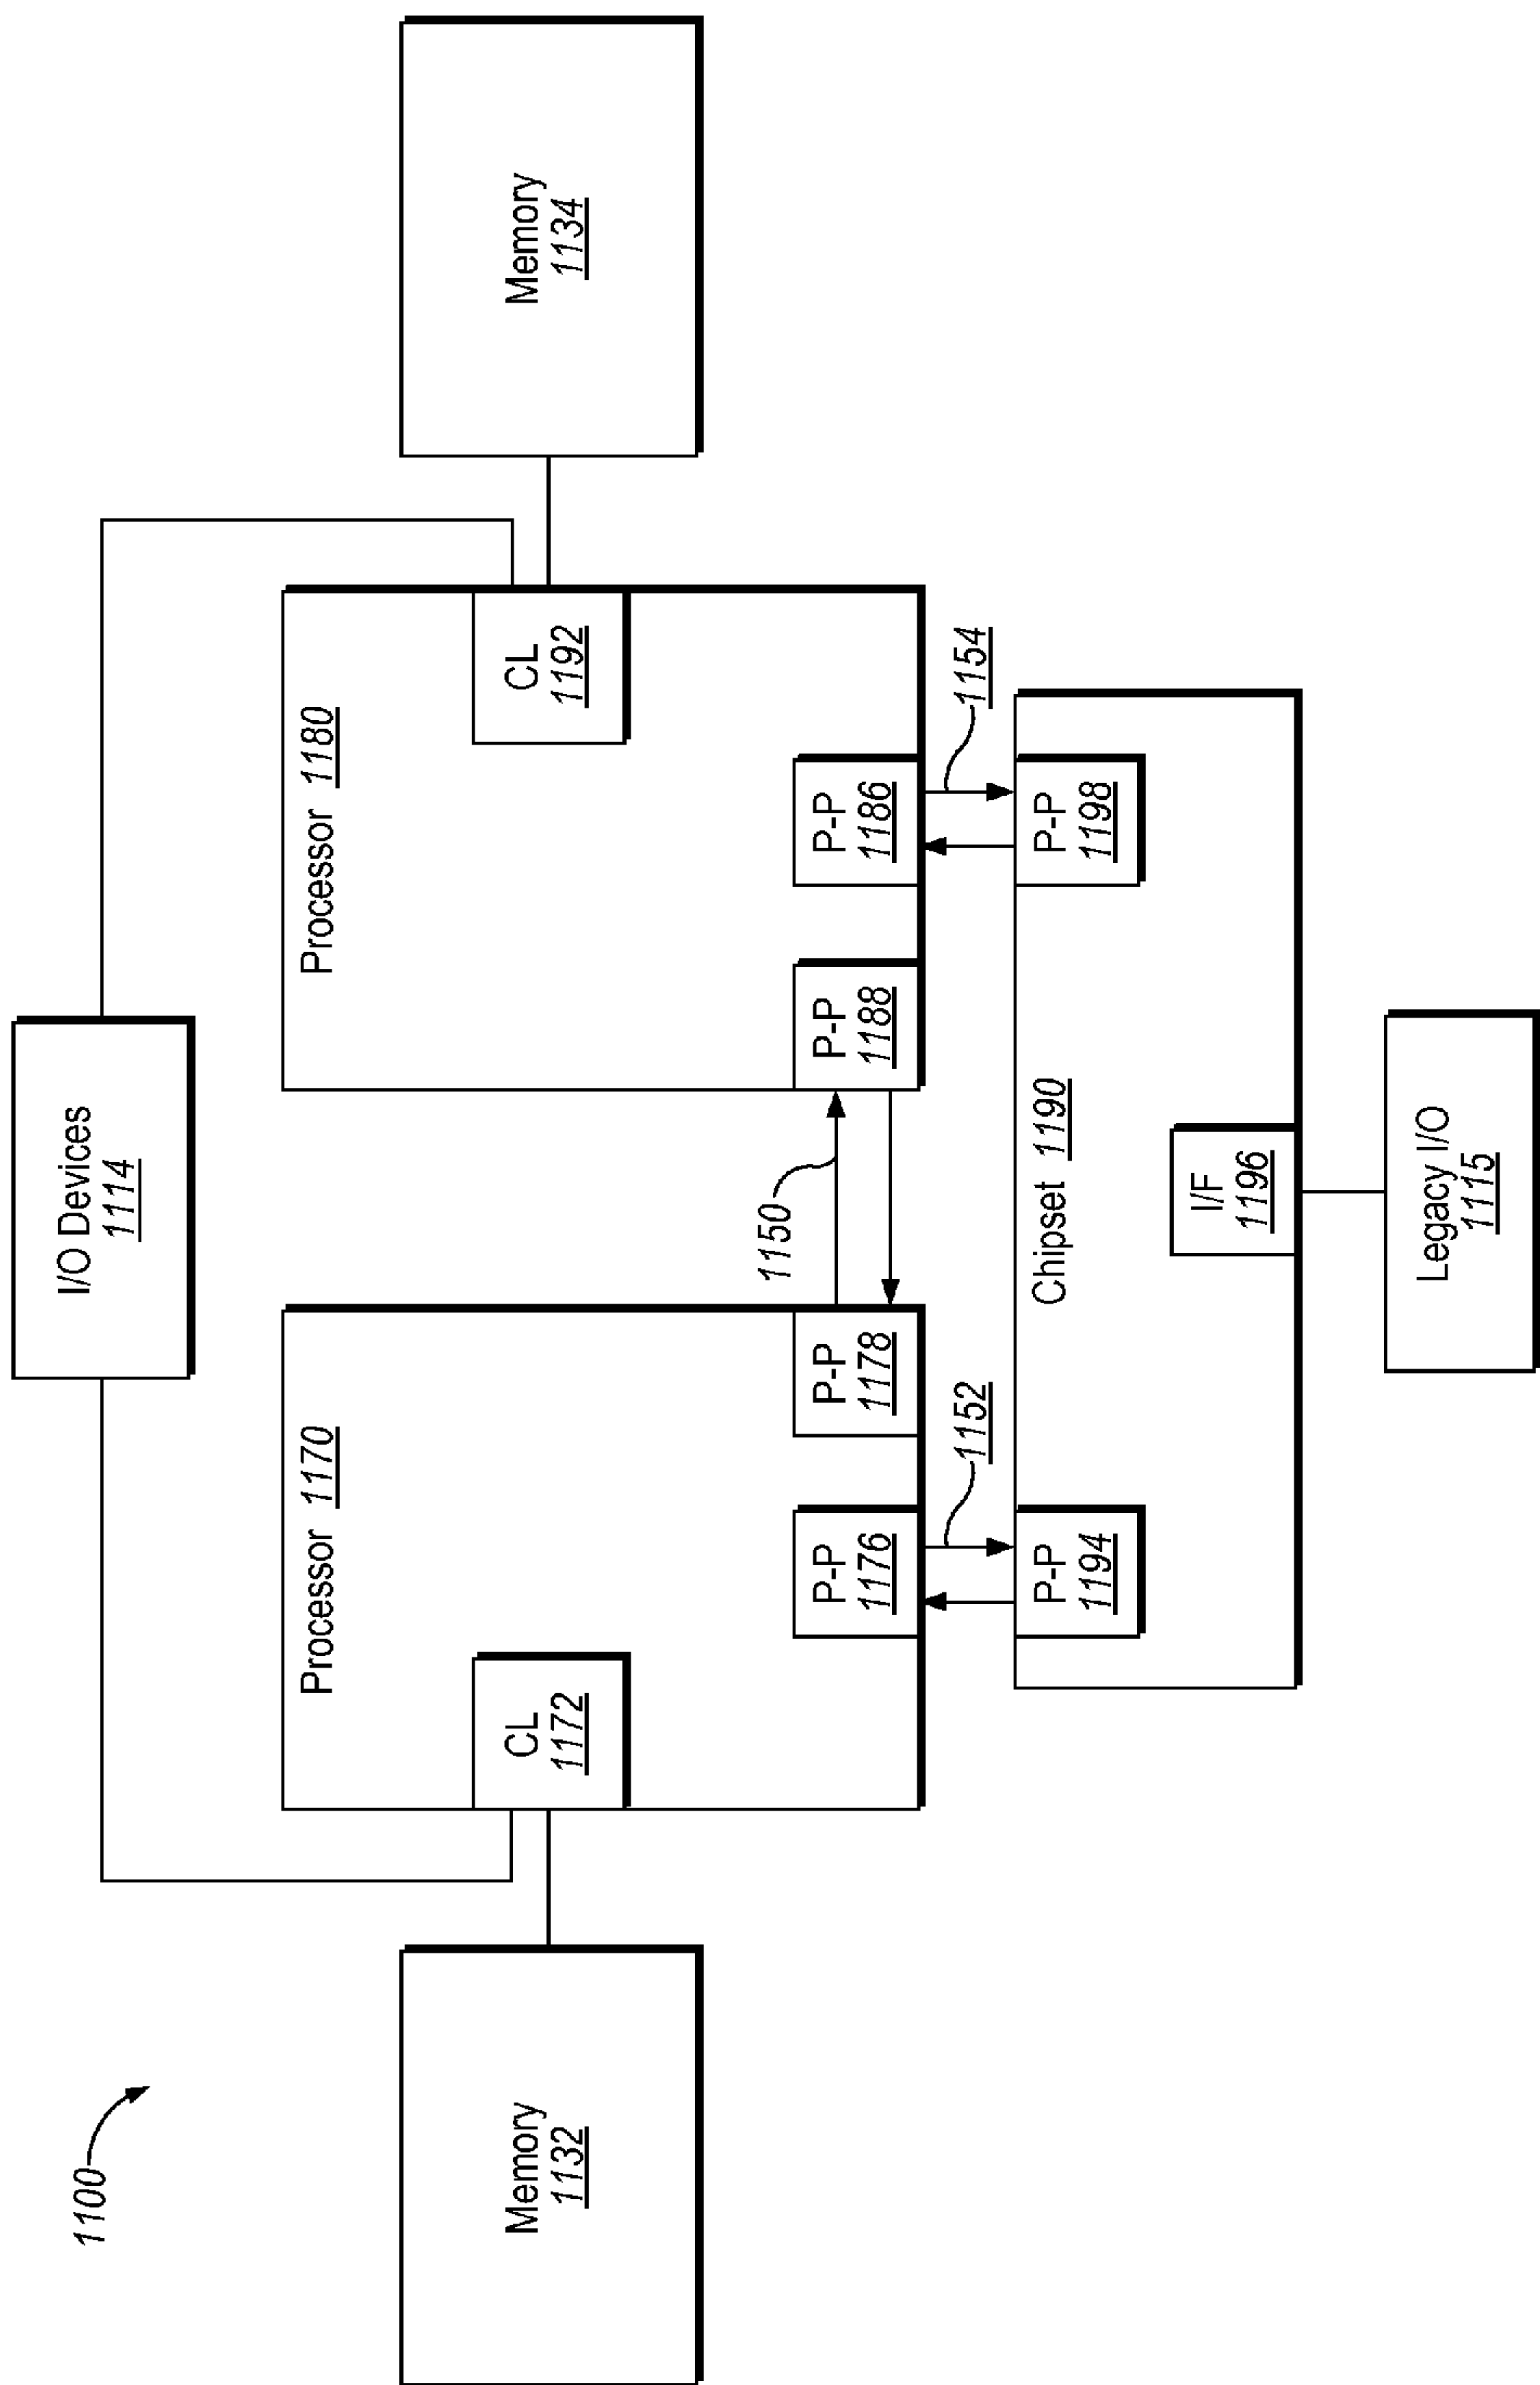 1100
I/O Devices
1114
Processor 1170
Processor 1180
CL
1172
CL
1192
Memory
1132
Memory
1134
1150
P-P
1176
P-P
1178
P-P
1188
P-P
1186
1152
1154
P-P
1194
Chipset 1190
P-P
1198
I/F
1196
Legacy I/O
1115